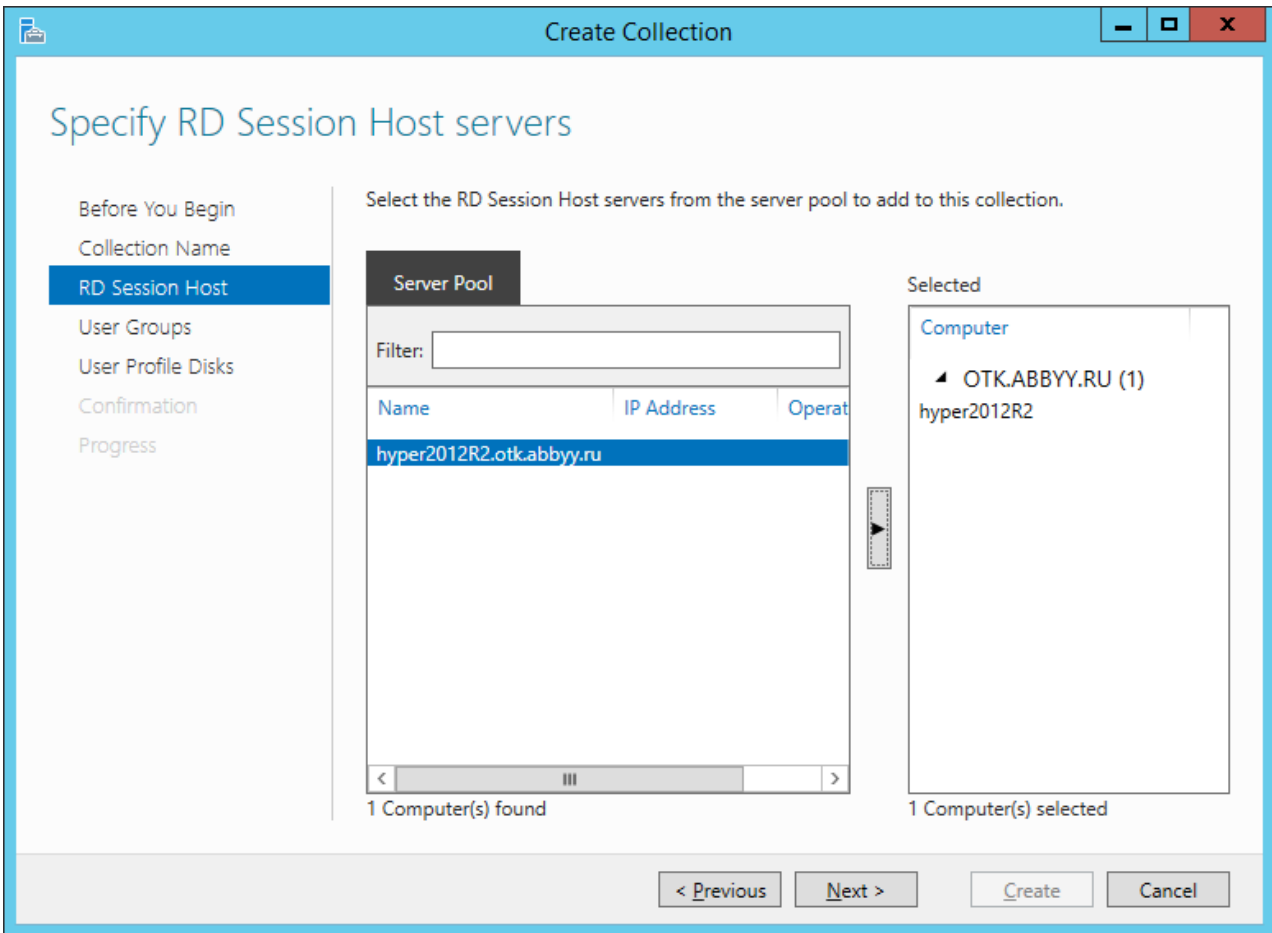 Create Collection
Specify RD Session Host servers
Before You Begin
Collection Name
RD Session Host
User Groups
User Profile Disks
Confirmation
Progress
Select the RD Session Host servers from the server pool to add to this collection.
Server Pool
Filter:
Name IP Address Operat
hyper2012R2.otk.abbyy.ru
1 Computer(s) found
Selected
Computer
OTK.ABBYY.RU (1)
hyper2012R2
1 Computer(s) selected
< Previous Next > Create Cancel